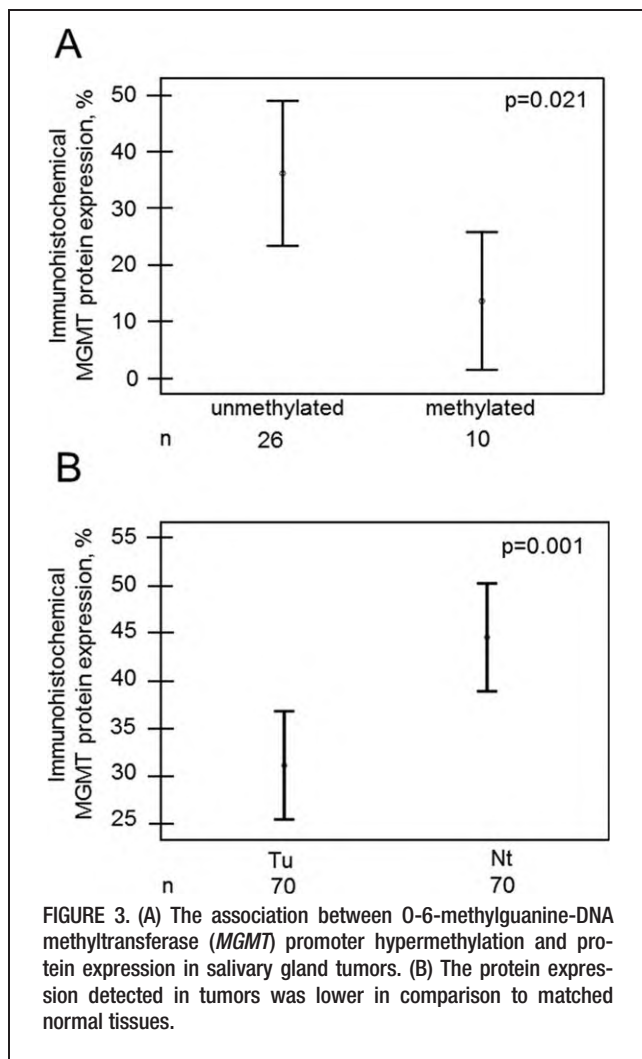 A
Immunohistochemical
MGMT protein expression, %
p=0.021
50
40
30
20
10
0
unmethylated methylated
n 26 10
B
Immunohistochemical
MGMT protein expression, %
p=0.001
55
50
45
40
35
30
25
Tu Nt
n 70 70
FIGURE 3. (A) The association between O-6-methylguanine-DNA
methyltransferase (MGMT) promoter hypermethylation and pro-
tein expression in salivary gland tumors. (B) The protein expres-
sion detected in tumors was lower in comparison to matched
normal tissues.